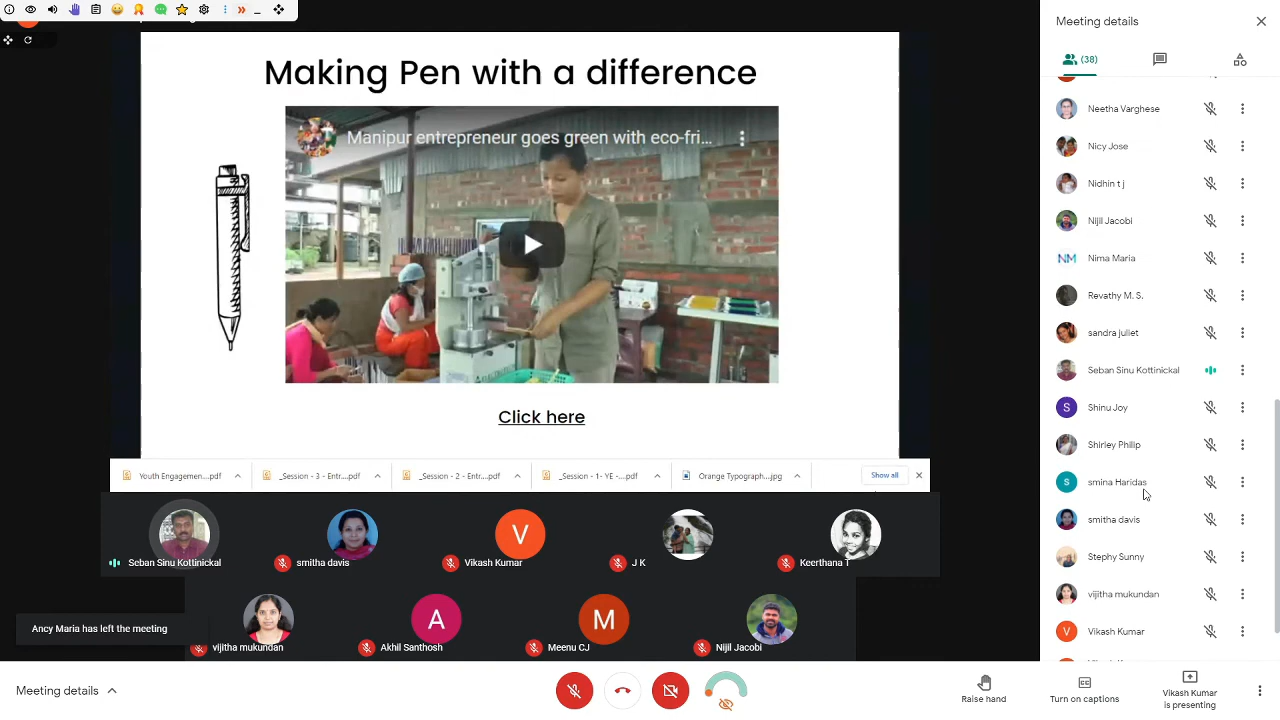 Making Pen with a difference
Manipur entrepreneur goes green with eco-fri...
Click here
Youth Engagemen....pdf
_Session - 3 - Entr....pdf
_Session - 2 - Entr....pdf
_Session - 1- YE -....pdf
Orange Typograph....jpg
Show all
Seban Sinu Kottinickal
smitha davis
V
Vikash Kumar
J K
Keerthana T
vijitha mukundan
A
Akhil Santhosh
M
Meenu CJ
Nijil Jacobi
Ancy Maria has left the meeting
Meeting details
Raise hand
Turn on captions
Vikash Kumar
is presenting
Meeting details
(38)
Neetha Varghese
Nicy Jose
Nidhin t j
Nijil Jacobi
NM
Nima Maria
Revathy M. S.
sandra juliet
Seban Sinu Kottinickal
S
Shinu Joy
Shirley Philip
s
smina Haridas
smitha davis
Stephy Sunny
vijitha mukundan
V
Vikash Kumar